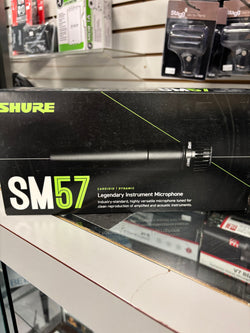 Stagg
SHURE
SM57
CARDIOID / DYNAMIC
Legendary Instrument Microphone
Industry-standard, highly versatile microphone tuned for
clean reproduction of amplified and acoustic instruments.